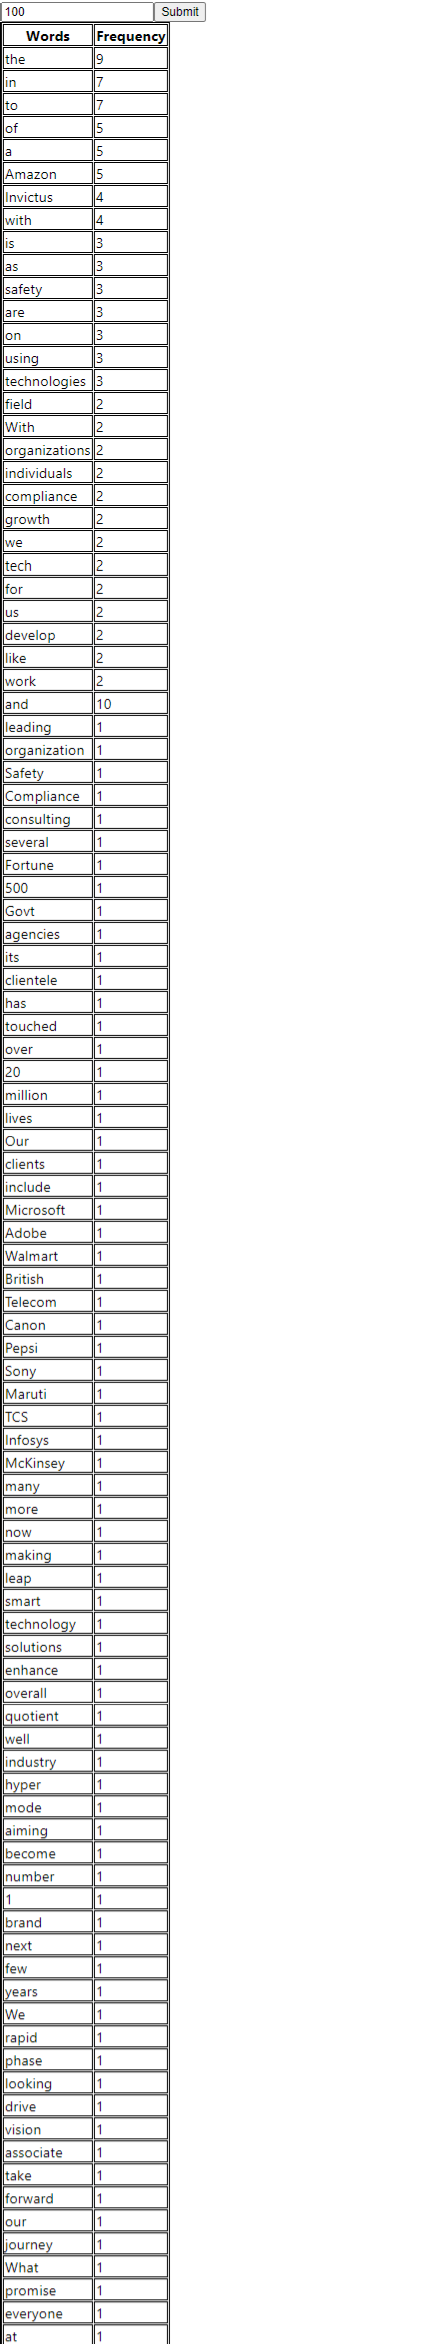 100 Submit
Words Frequency
the 9
in 7
to 7
of 5
a 5
Amazon 5
Invictus 4
with 4
is 3
as 3
safety 3
are 3
on 3
using 3
technologies 3
field 2
With 2
organizations 2
individuals 2
compliance 2
growth 2
we 2
tech 2
for 2
us 2
develop 2
like 2
work 2
and 10
leading 1
organization 1
Safety 1
Compliance 1
consulting 1
several 1
Fortune 1
500 1
Govt 1
agencies 1
its 1
clientele 1
has 1
touched 1
over 1
20 1
million 1
lives 1
Our 1
clients 1
include 1
Microsoft 1
Adobe 1
Walmart 1
British 1
Telecom 1
Canon 1
Pepsi 1
Sony 1
Maruti 1
TCS 1
Infosys 1
McKinsey 1
many 1
more 1
now 1
making 1
leap 1
smart 1
technology 1
solutions 1
enhance 1
overall 1
quotient 1
well 1
industry 1
hyper 1
mode 1
aiming 1
become 1
number 1
1 1
brand 1
next 1
few 1
years 1
We 1
rapid 1
phase 1
looking 1
drive 1
vision 1
associate 1
take 1
forward 1
our 1
journey 1
What 1
promise 1
everyone 1
at 1